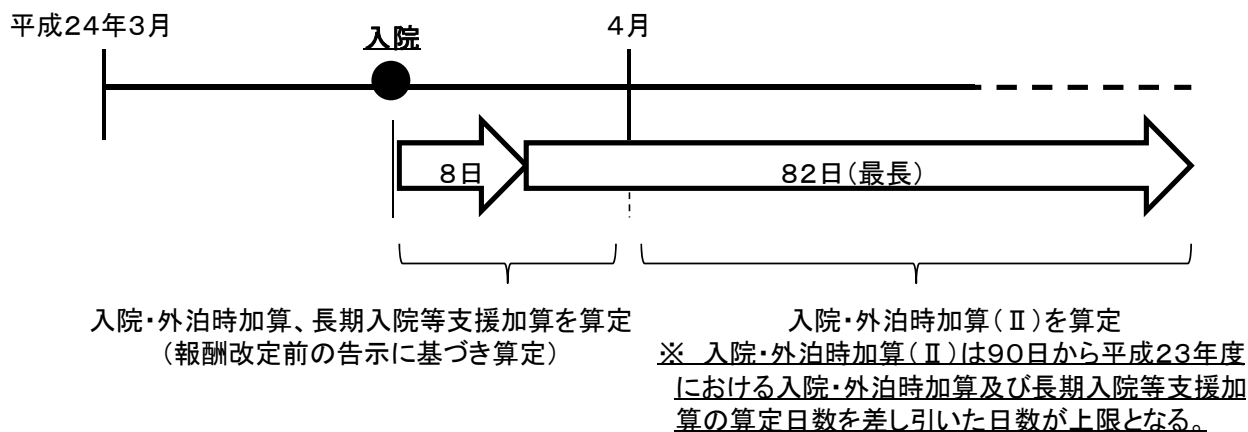 平成24年3月
入院
4月
8日
82日(最長)
入院・外泊時加算、長期入院等支援加算を算定
(報酬改定前の告示に基づき算定)
入院・外泊時加算(Ⅱ)を算定
※ 入院・外泊時加算(Ⅱ)は90日から平成23年度
における入院・外泊時加算及び長期入院等支援加
算の算定日数を差し引いた日数が上限となる。